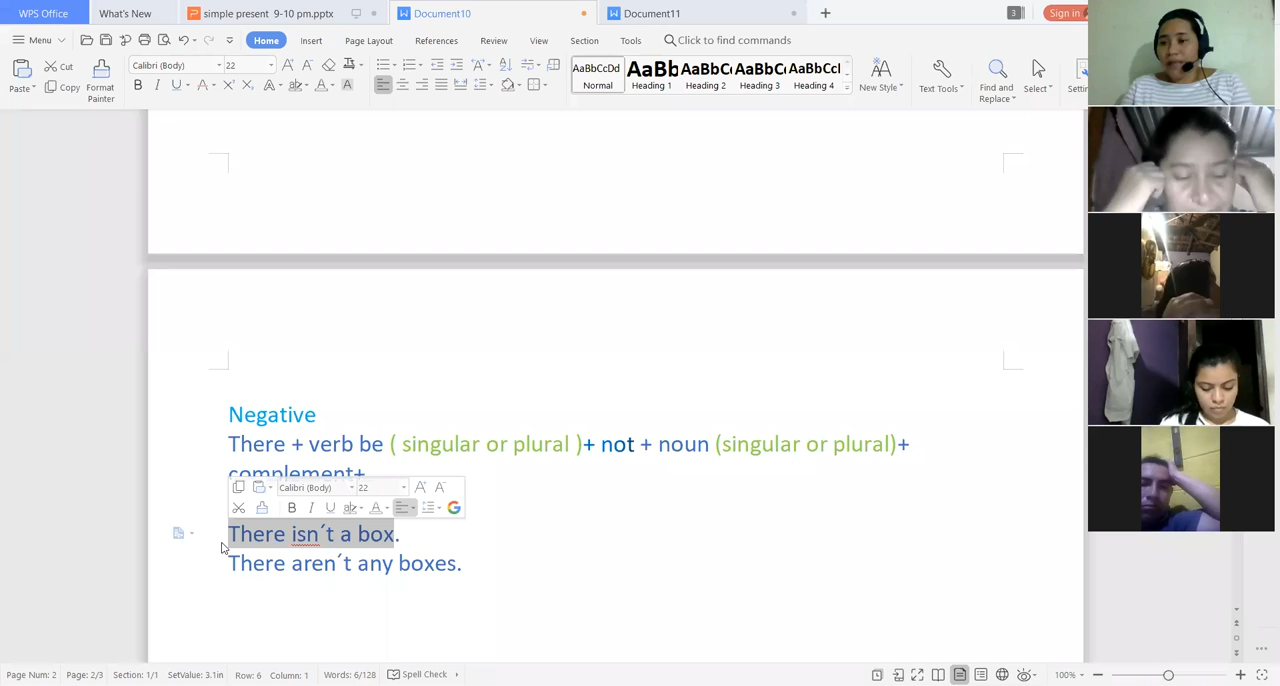 WPS Office
What's New
simple present 9-10 pm.pptx
Document10
Document11
3
Sign in
Menu
Home
Insert
Page Layout
References
Review
View
Section
Tools
Click to find commands
Paste
Cut
Copy
Format Painter
Calibri (Body)
22
AaBbCcDd
AaBb
AaBbC
AaBbC
AaBbCcl
Normal
Heading 1
Heading 2
Heading 3
Heading 4
New Style
Text Tools
Find and Replace
Select
Negative
There + verb be ( singular or plural )+ not + noun (singular or plural)+
complement+
Calibri (Body)
22
There isn´t a box.
There aren´t any boxes.
Page Num: 2
Page: 2/3
Section: 1/1
SetValue: 3.1in
Row: 6
Column: 1
Words: 6/128
Spell Check
100%